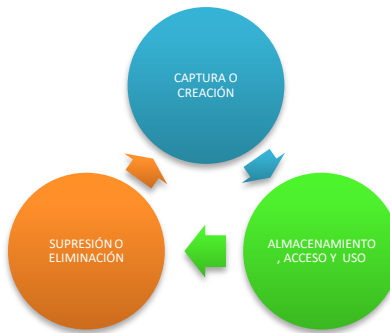 CAPTURA O
CREACIÓN
ALMACENAMIENTO
, ACCESO Y  USO
SUPRESIÓN O
ELIMINACIÓN